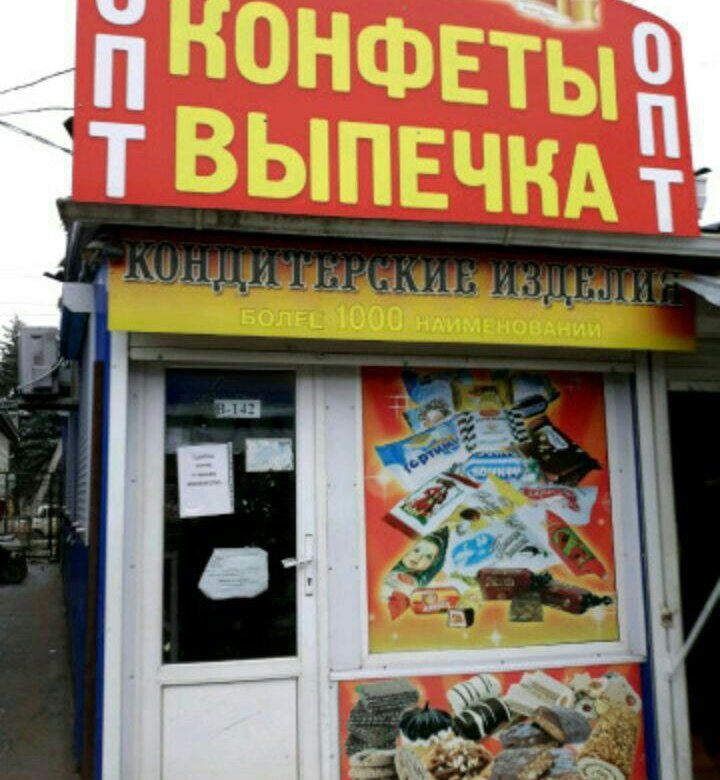 ОПТ
КОНФЕТЫ
ВЫПЕЧКА
ОПТ
КОНДИТЕРСКИЕ ИЗДЕЛИЯ
БОЛЕЕ 1000 НАИМЕНОВАНИЙ
В-142